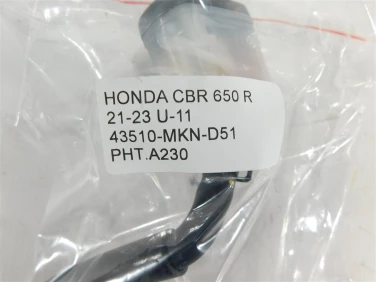 HONDA CBR 650 R
21-23 U-11
43510-MKN-D51
PHT.A230